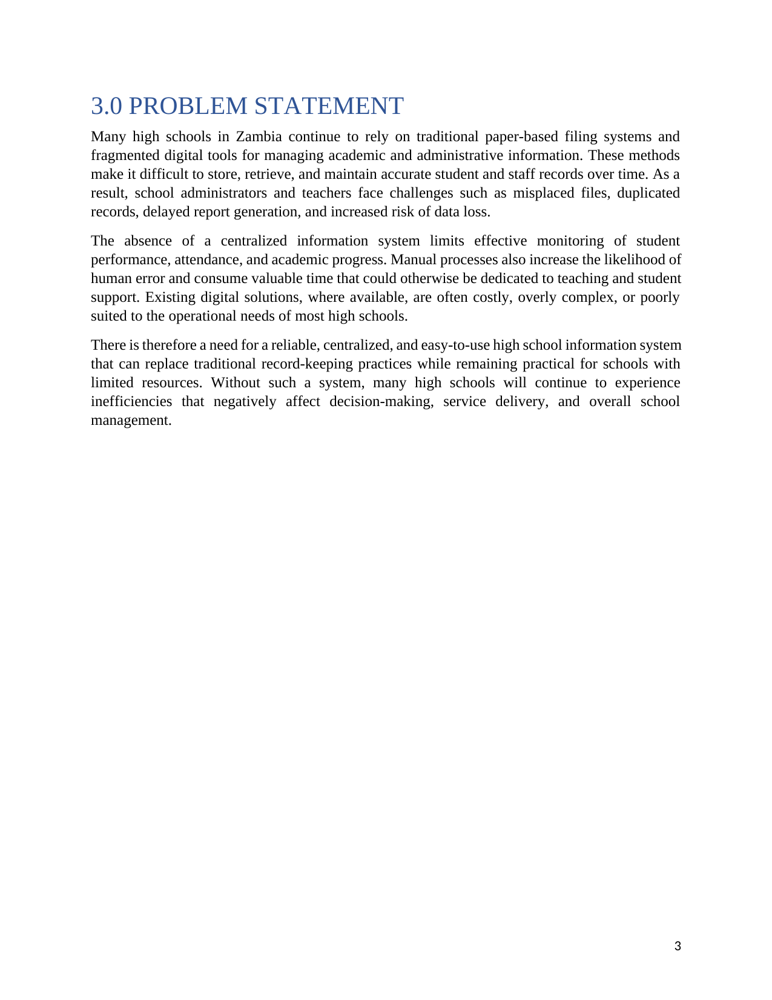 3.0 PROBLEM STATEMENT
Many high schools in Zambia continue to rely on traditional paper-based filing systems and
fragmented digital tools for managing academic and administrative information. These methods
make it difficult to store, retrieve, and maintain accurate student and staff records over time. As a
result, school administrators and teachers face challenges such as misplaced files, duplicated
records, delayed report generation, and increased risk of data loss.
The absence of a centralized information system limits effective monitoring of student
performance, attendance, and academic progress. Manual processes also increase the likelihood of
human error and consume valuable time that could otherwise be dedicated to teaching and student
support. Existing digital solutions, where available, are often costly, overly complex, or poorly
suited to the operational needs of most high schools.
There is therefore a need for a reliable, centralized, and easy-to-use high school information system
that can replace traditional record-keeping practices while remaining practical for schools with
limited resources. Without such a system, many high schools will continue to experience
inefficiencies that negatively affect decision-making, service delivery, and overall school
management.
3